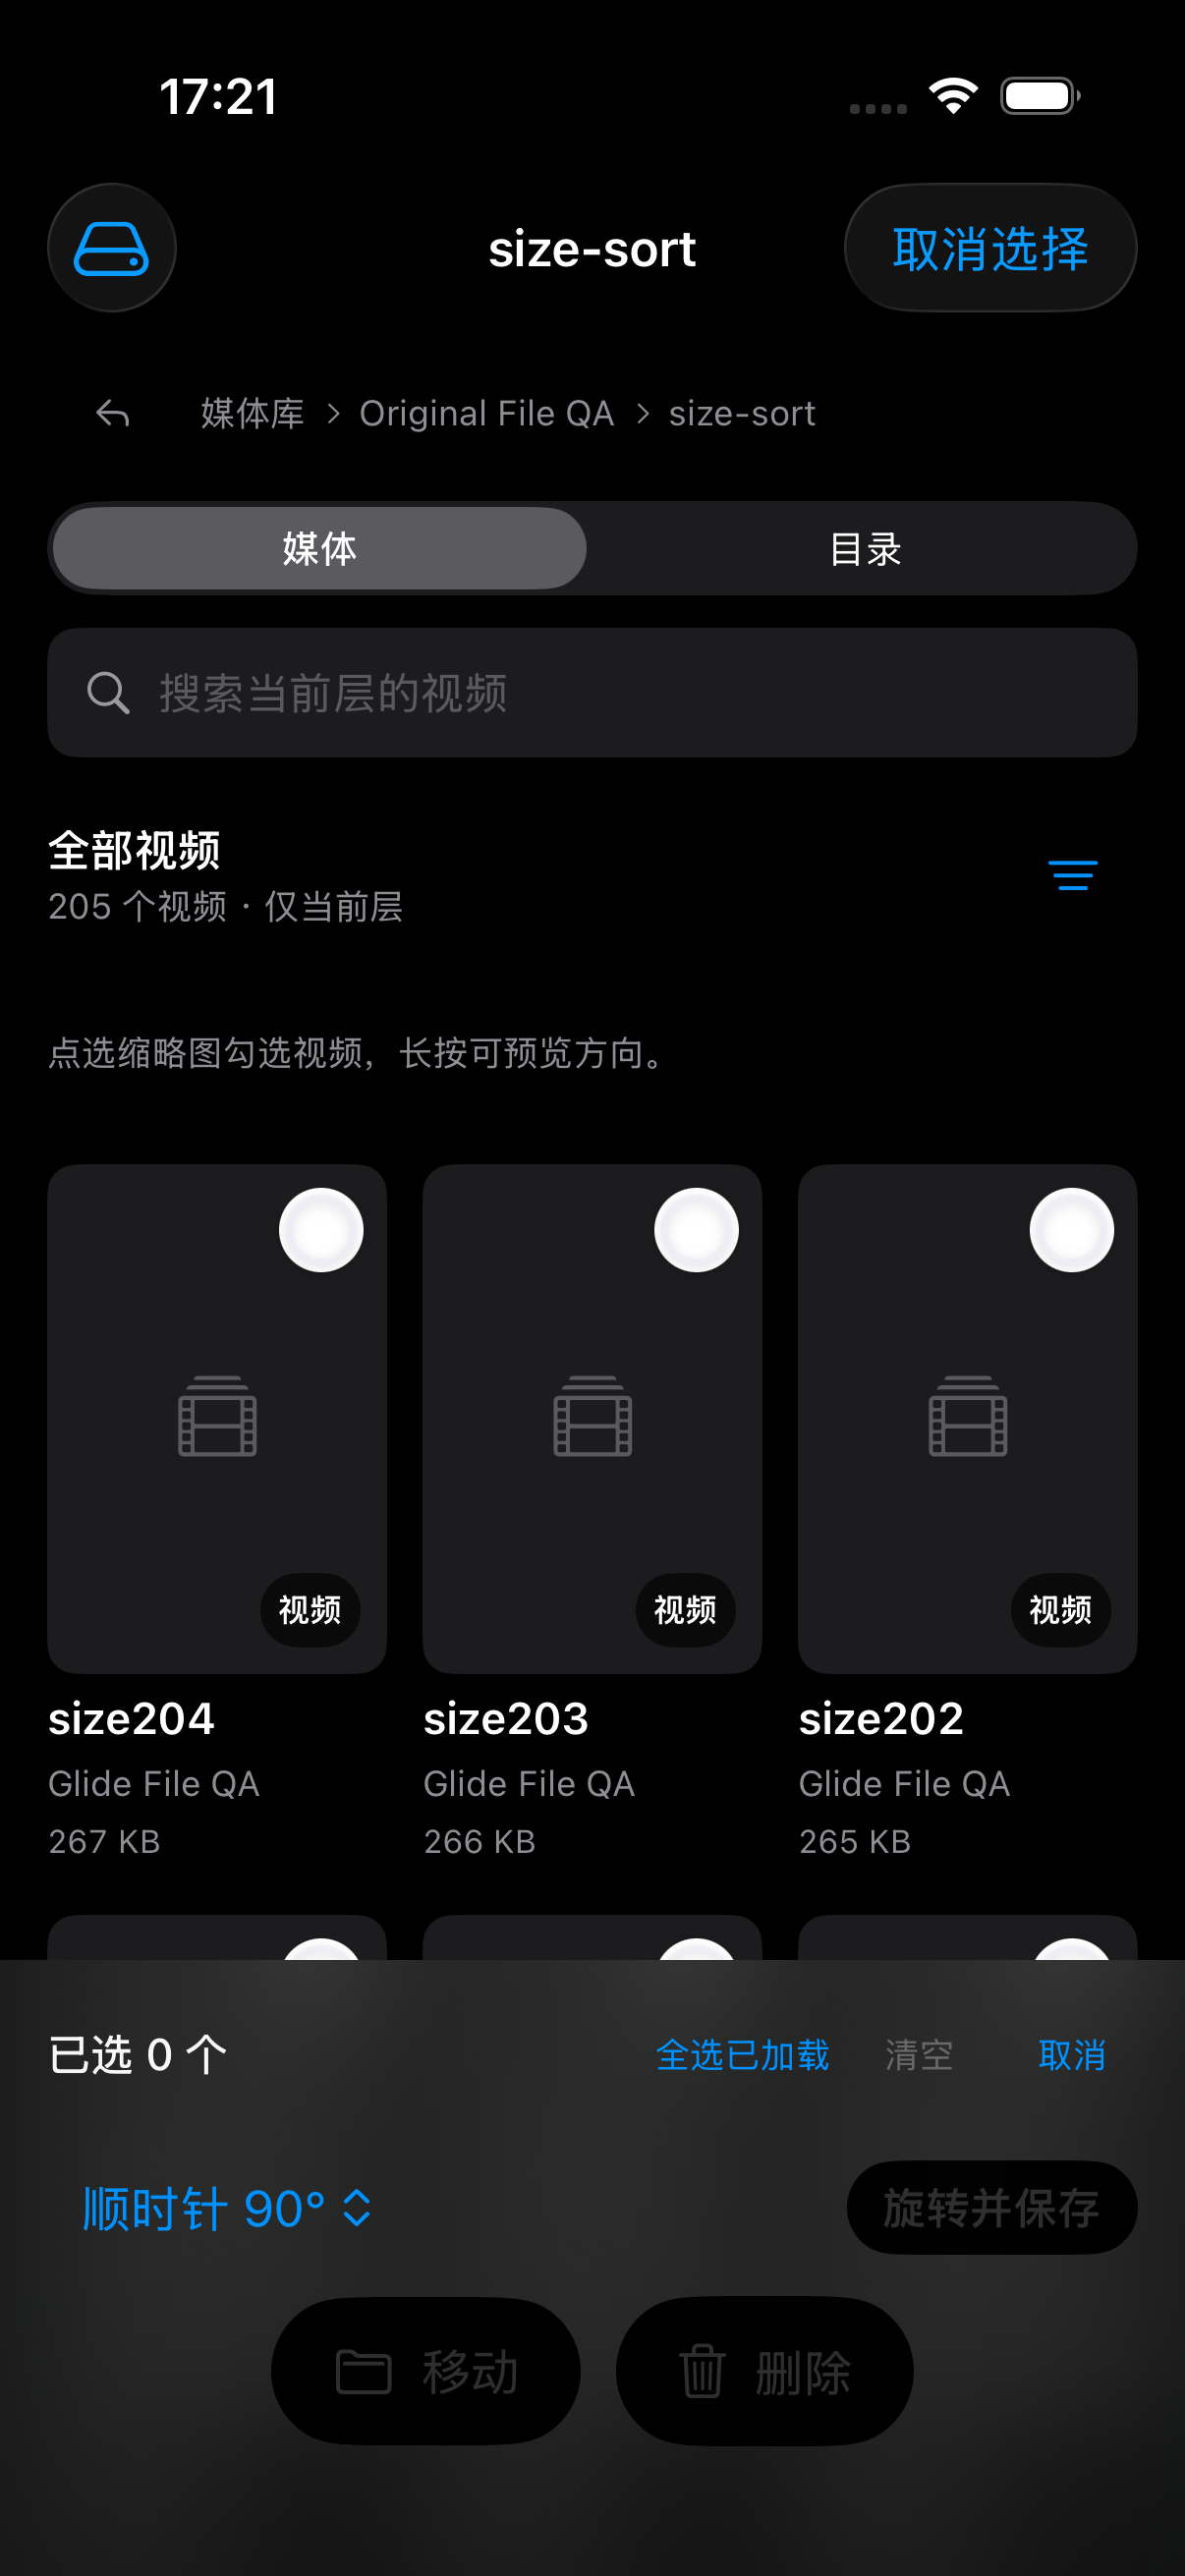 17:21
size-sort
取消选择
媒体库 > Original File QA > size-sort
媒体
目录
搜索当前层的视频
全部视频
205 个视频 · 仅当前层
点选缩略图勾选视频，长按可预览方向。
视频
视频
视频
size204
size203
size202
Glide File QA
Glide File QA
Glide File QA
267 KB
266 KB
265 KB
已选 0 个
全选已加载
清空
取消
顺时针 90°
旋转并保存
移动
删除